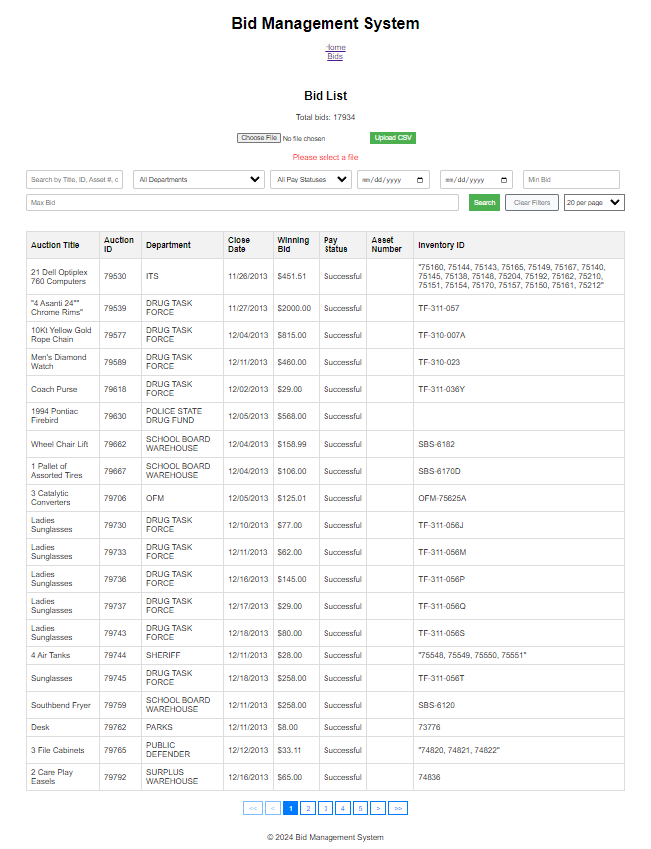 Bid Management System
Home
Bids
Bid List
Total bids: 17934
Choose File No file chosen Upload CSV
Please select a file
Search by Title, ID, Asset #, c All Departments All Pay Statuses mm/dd/yyyy mm/dd/yyyy Min Bid
Max Bid Search Clear Filters 20 per page
Auction Title Auction ID Department Close Date Winning Bid Pay Status Asset Number Inventory ID
21 Dell Optiplex 760 Computers 79530 ITS 11/26/2013 $451.51 Successful "75160, 75144, 75143, 75165, 75149, 75167, 75140,
75145, 75138, 75148, 75204, 75192, 75162, 75210,
75151, 75154, 75170, 75157, 75150, 75161, 75212"
"4 Asanti 24"" Chrome Rims" 79539 DRUG TASK FORCE 11/27/2013 $2000.00 Successful TF-311-057
10Kt Yellow Gold Rope Chain 79577 DRUG TASK FORCE 12/04/2013 $815.00 Successful TF-310-007A
Men's Diamond Watch 79589 DRUG TASK FORCE 12/11/2013 $460.00 Successful TF-310-023
Coach Purse 79618 DRUG TASK FORCE 12/02/2013 $29.00 Successful TF-311-036Y
1994 Pontiac Firebird 79630 POLICE STATE DRUG FUND 12/05/2013 $568.00 Successful
Wheel Chair Lift 79662 SCHOOL BOARD WAREHOUSE 12/04/2013 $158.99 Successful SBS-6182
1 Pallet of Assorted Tires 79667 SCHOOL BOARD WAREHOUSE 12/04/2013 $106.00 Successful SBS-6170D
3 Catalytic Converters 79706 OFM 12/05/2013 $125.01 Successful OFM-75625A
Ladies Sunglasses 79730 DRUG TASK FORCE 12/10/2013 $77.00 Successful TF-311-056J
Ladies Sunglasses 79733 DRUG TASK FORCE 12/11/2013 $62.00 Successful TF-311-056M
Ladies Sunglasses 79736 DRUG TASK FORCE 12/16/2013 $145.00 Successful TF-311-056P
Ladies Sunglasses 79737 DRUG TASK FORCE 12/17/2013 $29.00 Successful TF-311-056Q
Ladies Sunglasses 79743 DRUG TASK FORCE 12/18/2013 $80.00 Successful TF-311-056S
4 Air Tanks 79744 SHERIFF 12/11/2013 $28.00 Successful "75548, 75549, 75550, 75551"
Sunglasses 79745 DRUG TASK FORCE 12/18/2013 $258.00 Successful TF-311-056T
Southbend Fryer 79759 SCHOOL BOARD WAREHOUSE 12/11/2013 $258.00 Successful SBS-6120
Desk 79762 PARKS 12/11/2013 $8.00 Successful 73776
3 File Cabinets 79765 PUBLIC DEFENDER 12/12/2013 $33.11 Successful "74820, 74821, 74822"
2 Care Play Easels 79792 SURPLUS WAREHOUSE 12/16/2013 $65.00 Successful 74836
<< < 1 2 3 4 5 > >>
© 2024 Bid Management System